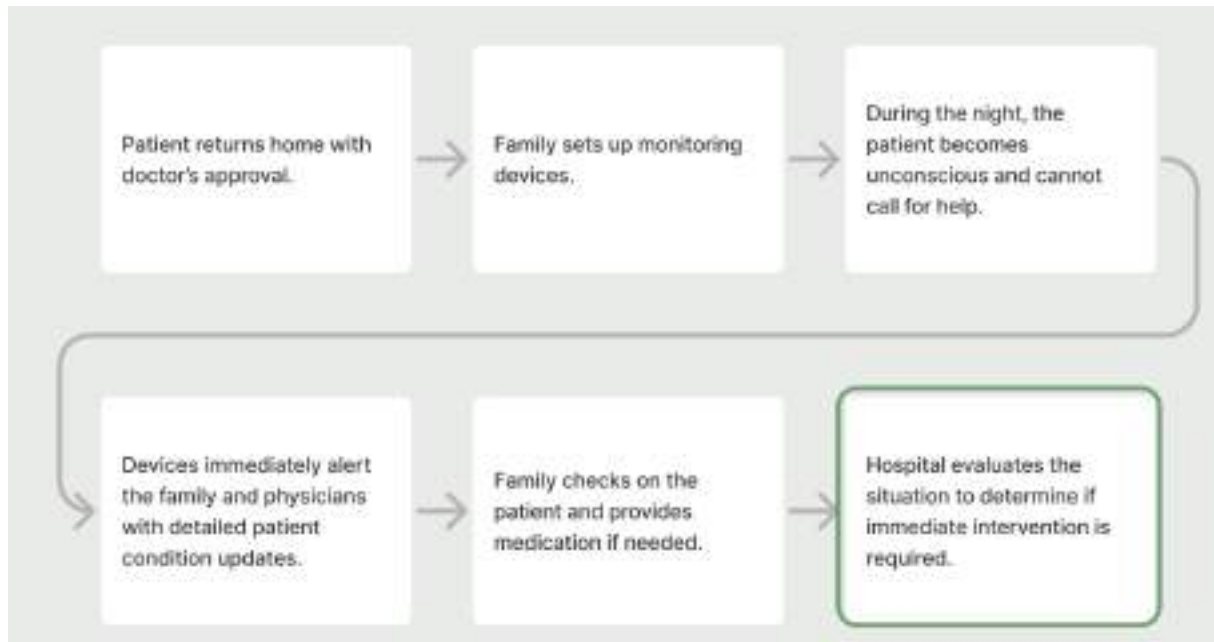 Patient returns home with
doctor's approval.
Family sets up monitoring
devices.
During the night, the
patient becomes
unconscious and cannot
call for help.
Devices immediately alert
the family and physicians
with detailed patient
condition updates.
Family checks on the
patient and provides
medication if needed.
Hospital evaluates the
situation to determine if
immediate intervention is
required.